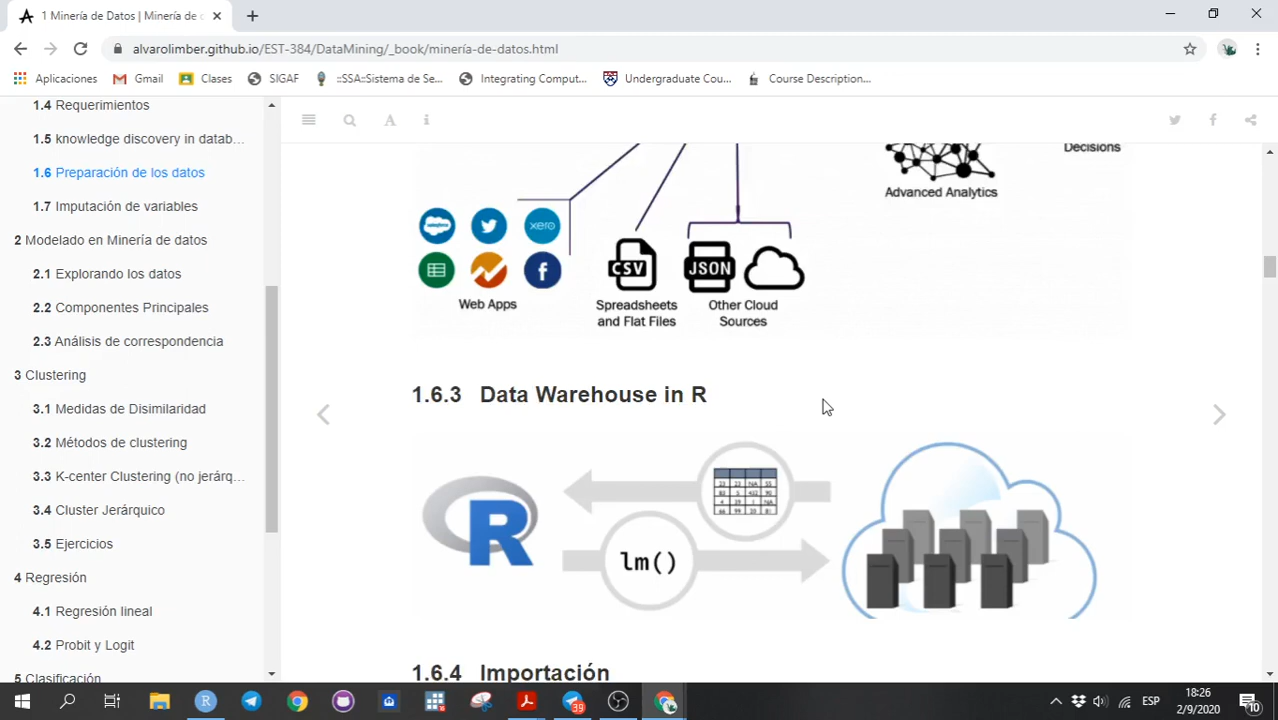 1 Minería de Datos | Minería de
alvarolimber.github.io/EST-384/DataMining/_book/minería-de-datos.html
Aplicaciones
Gmail
Clases
SIGAF
::SSA::Sistema de Se...
Integrating Comput...
Undergraduate Cou...
Course Description...
1.4 Requerimientos
1.5 knowledge discovery in datab...
1.6 Preparación de los datos
1.7 Imputación de variables
2 Modelado en Minería de datos
2.1 Explorando los datos
2.2 Componentes Principales
2.3 Análisis de correspondencia
3 Clustering
3.1 Medidas de Disimilaridad
3.2 Métodos de clustering
3.3 K-center Clustering (no jerárq...
3.4 Cluster Jerárquico
3.5 Ejercicios
4 Regresión
4.1 Regresión lineal
4.2 Probit y Logit
5 Clasificación
Decisions
Advanced Analytics
salesforce
xero
CSV
JSON
Web Apps
Spreadsheets
and Flat Files
Other Cloud
Sources
1.6.3 Data Warehouse in R
R
23 23 NA 55
lm()
1.6.4 Importación
39
ESP
18:26
2/9/2020
10